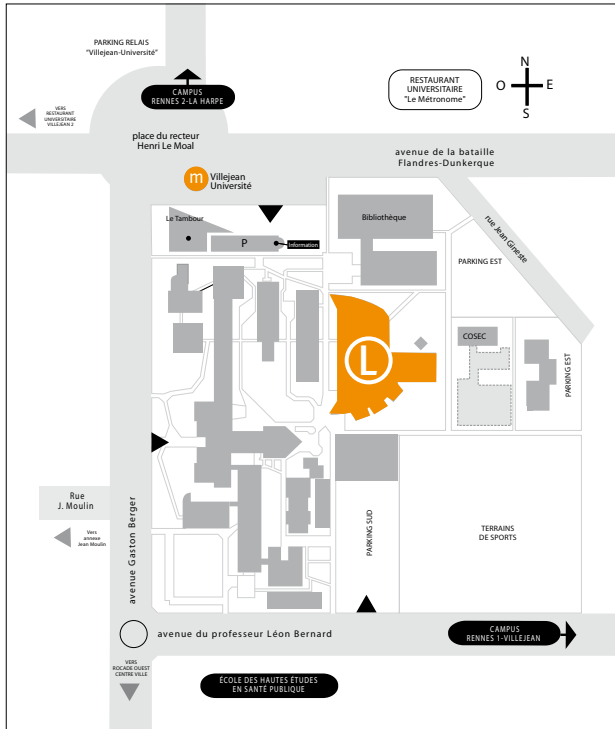 PARKING RELAIS
"Villejean-Université"
CAMPUS
RENNES 2-LA HARPE
RESTAURANT
UNIVERSITAIRE
"Le Métronome"
N
O
E
S
VERS
RESTAURANT
UNIVERSITAIRE
VILLEJEAN 2
place du recteur
Henri Le Moal
avenue de la bataille
Flandres-Dunkerque
m
Villejean
Université
rue Jean Gineste
Le Tambour
P
Information
Bibliothèque
PARKING EST
COSEC
PARKING EST
L
Rue
J. Moulin
Vers
annexe
Jean Moulin
avenue Gaston Berger
PARKING SUD
TERRAINS
DE SPORTS
avenue du professeur Léon Bernard
CAMPUS
RENNES 1-VILLEJEAN
VERS
ROCADE OUEST
CENTRE VILLE
ÉCOLE DES HAUTES ÉTUDES
EN SANTÉ PUBLIQUE